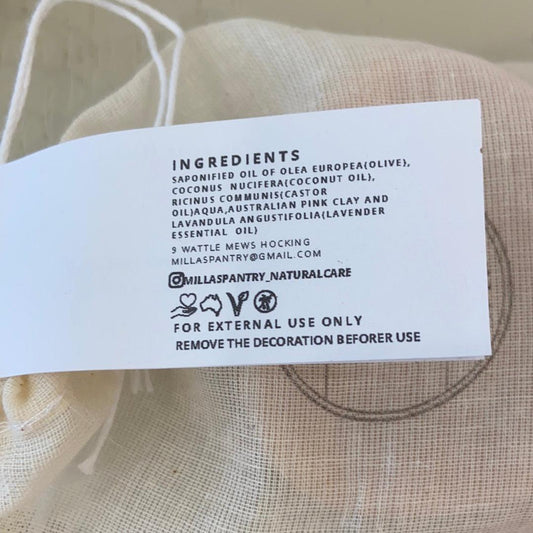 INGREDIENTS
SAPONIFIED OIL OF OLEA EUROPEA(OLIVE),
COCONUS NUCIFERA(COCONUT OIL),
RICINUS COMMUNIS(CASTOR
OIL)AQUA,AUSTRALIAN PINK CLAY AND
LAVANDULA ANGUSTIFOLIA(LAVENDER
ESSENTIAL OIL)
9 WATTLE MEWS HOCKING
MILLASPANTRY@GMAIL.COM
MILLASPANTRY_NATURALCARE
FOR EXTERNAL USE ONLY
REMOVE THE DECORATION BEFORER USE